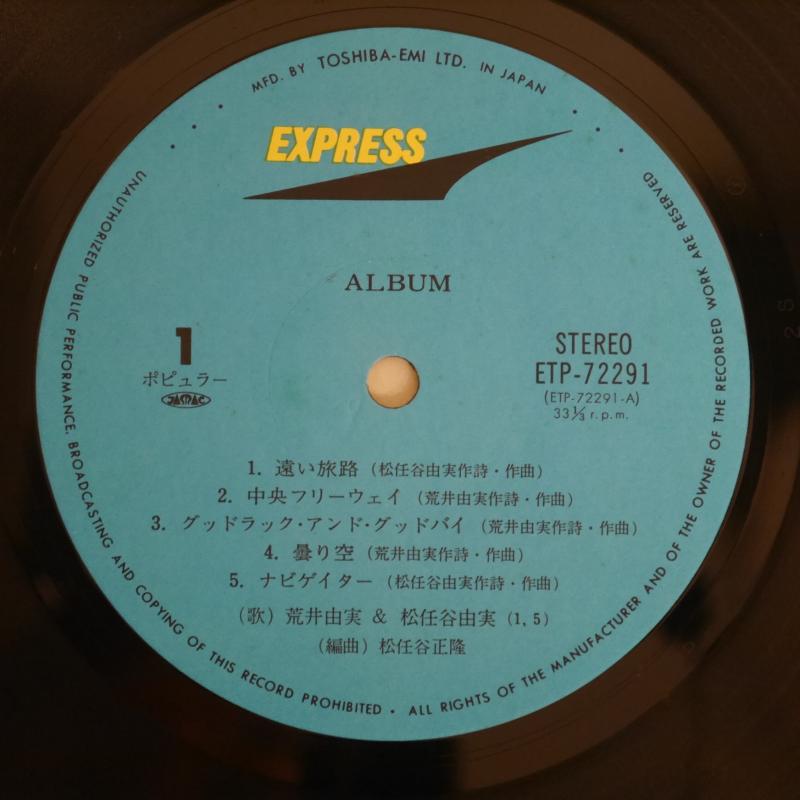 MFD. BY TOSHIBA-EMI LTD. IN JAPAN
EXPRESS
ALBUM
1
ポピュラー
JASRAC
STEREO
ETP-72291
(ETP-72291-A)
33 1/3 r.p.m.
1. 遠い旅路 (松任谷由実作詩・作曲)
2. 中央フリーウェイ (荒井由実作詩・作曲)
3. グッドラック・アンド・グッドバイ (荒井由実作詩・作曲)
4. 曇り空 (荒井由実作詩・作曲)
5. ナビゲイター (松任谷由実作詩・作曲)
(歌) 荒井由実 & 松任谷由実 (1, 5)
(編曲) 松任谷正隆
UNAUTHORIZED PUBLIC PERFORMANCE, BROADCASTING AND COPYING OF THIS RECORD PROHIBITED • ALL RIGHTS OF THE MANUFACTURER AND OF THE OWNER OF THE RECORDED WORK ARE RESERVED